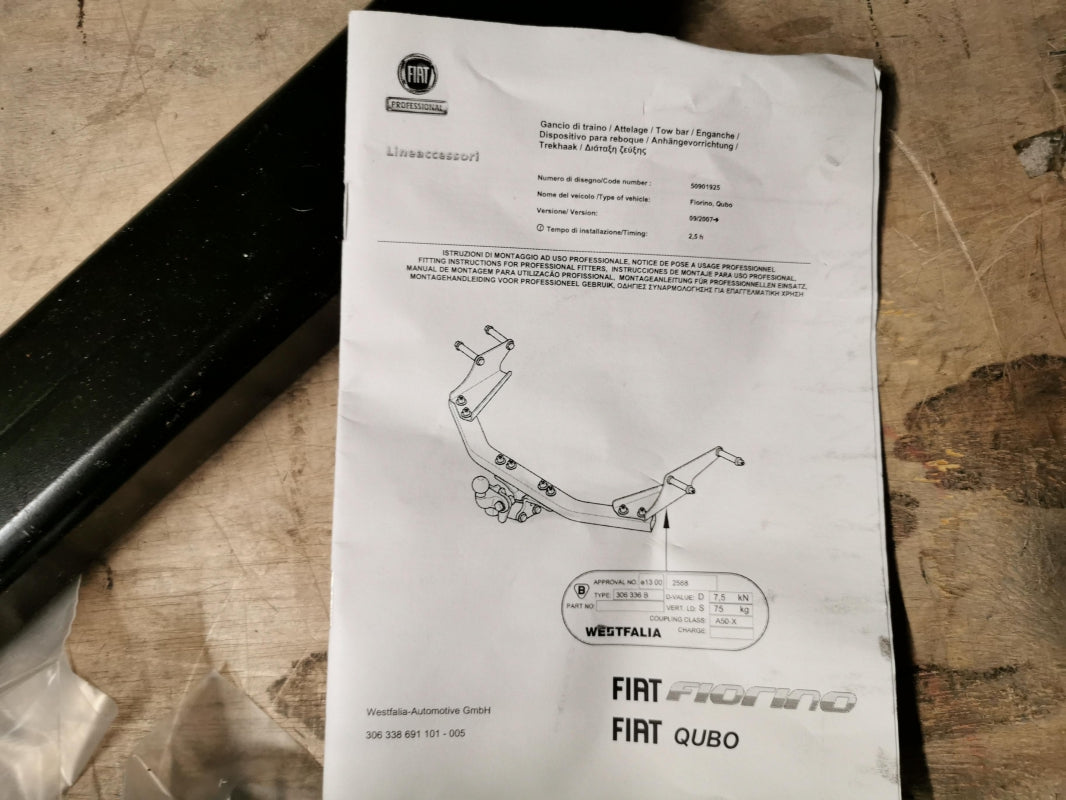 FIAT
PROFESSIONAL
Lineaccessori
Gancio di traino / Attelage / Tow bar / Enganche /
Dispositivo para reboque / Anhängevorrichtung /
Trekhaak / Διάταξη ζεύξης
Numero di disegno/Code number : 50901925
Nome del veicolo /Type of vehicle: Fiorino, Qubo
Versione/ Version: 09/2007➔
Tempo di installazione/Timing: 2,5 h
ISTRUZIONI DI MONTAGGIO AD USO PROFESSIONALE, NOTICE DE POSE A USAGE PROFESSIONNEL
FITTING INSTRUCTIONS FOR PROFESSIONAL FITTERS, INSTRUCCIONES DE MONTAJE PARA USO PROFESIONAL,
MANUAL DE MONTAGEM PARA UTILIZACÃO PROFISSIONAL, MONTAGEANLEITUNG FÜR PROFESSIONNELLEN EINSATZ,
MONTAGEHANDLEIDING VOOR PROFESSIONEEL GEBRUIK, ΟΔΗΓΙΕΣ ΣΥΝΑΡΜΟΛΟΓΗΣΗΣ ΓΙΑ ΕΠΑΓΓΕΛΜΑΤΙΚΗ ΧΡΗΣΗ
B
APPROVAL NO. e13 00 2568
TYPE: 306 336 B D-VALUE: D 7,5 kN
PART NO: VERT. LD: S 75 kg
COUPLING CLASS: A50-X
WESTFALIA CHARGE:
FIAT FIORINO
FIAT QUBO
Westfalia-Automotive GmbH
306 338 691 101 - 005